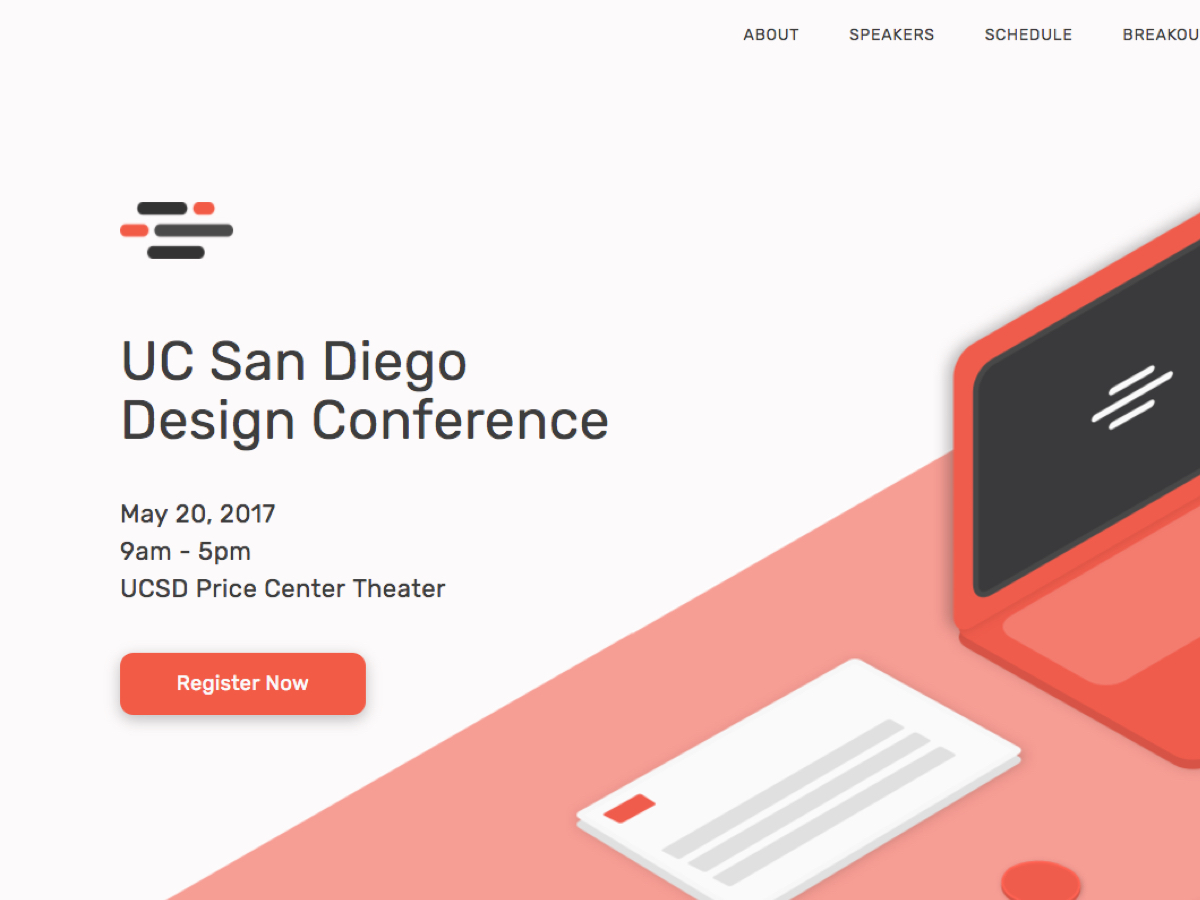 ABOUT SPEAKERS SCHEDULE BREAKOU
UC San Diego
Design Conference
May 20, 2017
9am - 5pm
UCSD Price Center Theater
Register Now